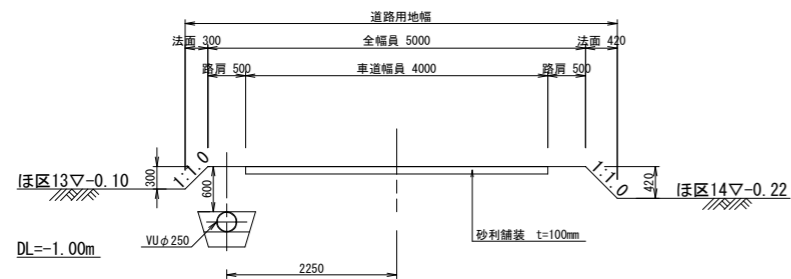 道路用地幅
法面 300
全幅員 5000
法面 420
路肩 500
車道幅員 4000
路肩 500
1:1.0
1:1.0
300
600
420
ほ区13▽-0.10
ほ区14▽-0.22
VUφ250
砂利舗装 t=100mm
DL=-1.00m
2250